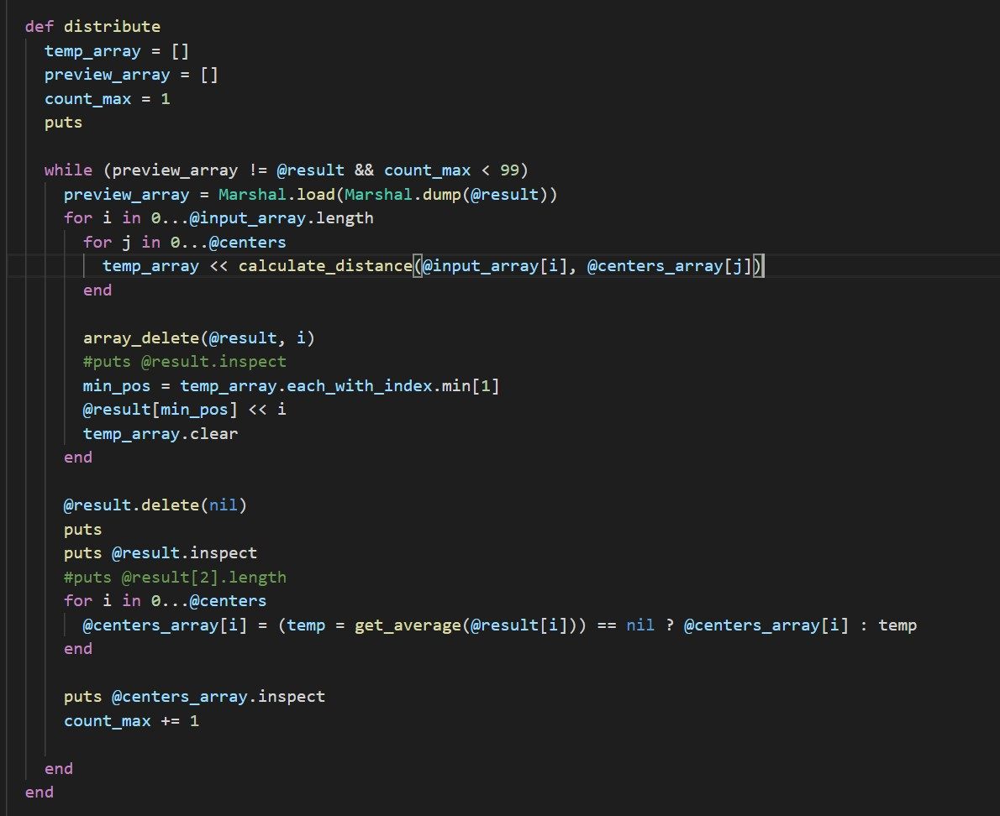 def distribute
  temp_array = []
  preview_array = []
  count_max = 1
  puts

  while (preview_array != @result && count_max < 99)
    preview_array = Marshal.load(Marshal.dump(@result))
    for i in 0...@input_array.length
      for j in 0...@centers
        temp_array << calculate_distance(@input_array[i], @centers_array[j])
      end

      array_delete(@result, i)
      #puts @result.inspect
      min_pos = temp_array.each_with_index.min[1]
      @result[min_pos] << i
      temp_array.clear
    end

    @result.delete(nil)
    puts
    puts @result.inspect
    #puts @result[2].length
    for i in 0...@centers
      @centers_array[i] = (temp = get_average(@result[i])) == nil ? @centers_array[i] : temp
    end

    puts @centers_array.inspect
    count_max += 1

  end
end